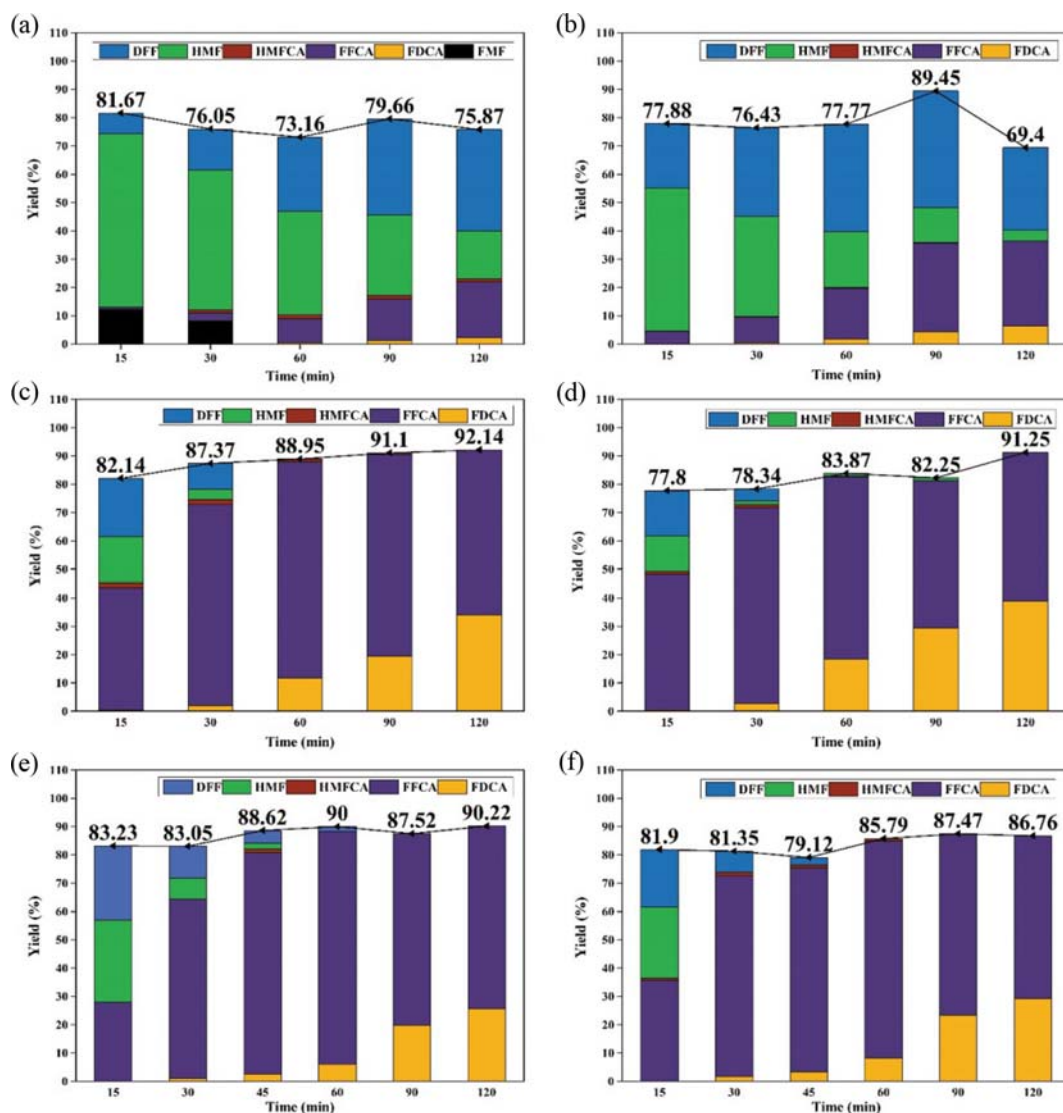 (a)
110
100
90
80
70
60
50
40
30
20
10
0
Yield (%)
DFF HMF HMFCA FFCA FDCA FMF
81.67 76.05 73.16 79.66 75.87
15 30 60 90 120
Time (min)
(b)
110
100
90
80
70
60
50
40
30
20
10
0
Yield (%)
DFF HMF HMFCA FFCA FDCA
77.88 76.43 77.77 89.45 69.4
15 30 60 90 120
Time (min)
(c)
110
100
90
80
70
60
50
40
30
20
10
0
Yield (%)
DFF HMF HMFCA FFCA FDCA
82.14 87.37 88.95 91.1 92.14
15 30 60 90 120
Time (min)
(d)
110
100
90
80
70
60
50
40
30
20
10
0
Yield (%)
DFF HMF HMFCA FFCA FDCA
77.8 78.34 83.87 82.25 91.25
15 30 60 90 120
Time (min)
(e)
110
100
90
80
70
60
50
40
30
20
10
0
Yield (%)
DFF HMF HMFCA FFCA FDCA
83.23 83.05 88.62 90 87.52 90.22
15 30 45 60 90 120
Time (min)
(f)
110
100
90
80
70
60
50
40
30
20
10
0
Yield (%)
DFF HMF HMFCA FFCA FDCA
81.9 81.35 79.12 85.79 87.47 86.76
15 30 45 60 90 120
Time (min)